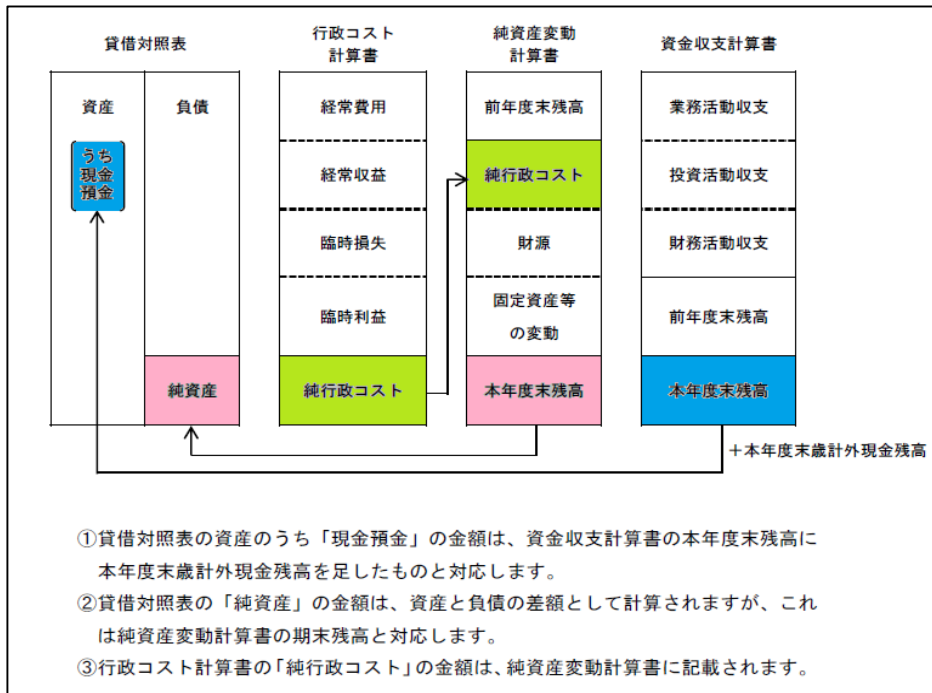 貸借対照表
行政コスト
計算書
純資産変動
計算書
資金収支計算書
資産
負債
うち
現金
預金
純資産
経常費用
経常収益
臨時損失
臨時利益
純行政コスト
前年度末残高
純行政コスト
財源
固定資産等
の変動
本年度末残高
業務活動収支
投資活動収支
財務活動収支
前年度末残高
本年度末残高
＋本年度末歳計外現金残高
①貸借対照表の資産のうち「現金預金」の金額は、資金収支計算書の本年度末残高に
本年度末歳計外現金残高を足したものと対応します。
②貸借対照表の「純資産」の金額は、資産と負債の差額として計算されますが、これ
は純資産変動計算書の期末残高と対応します。
③行政コスト計算書の「純行政コスト」の金額は、純資産変動計算書に記載されます。